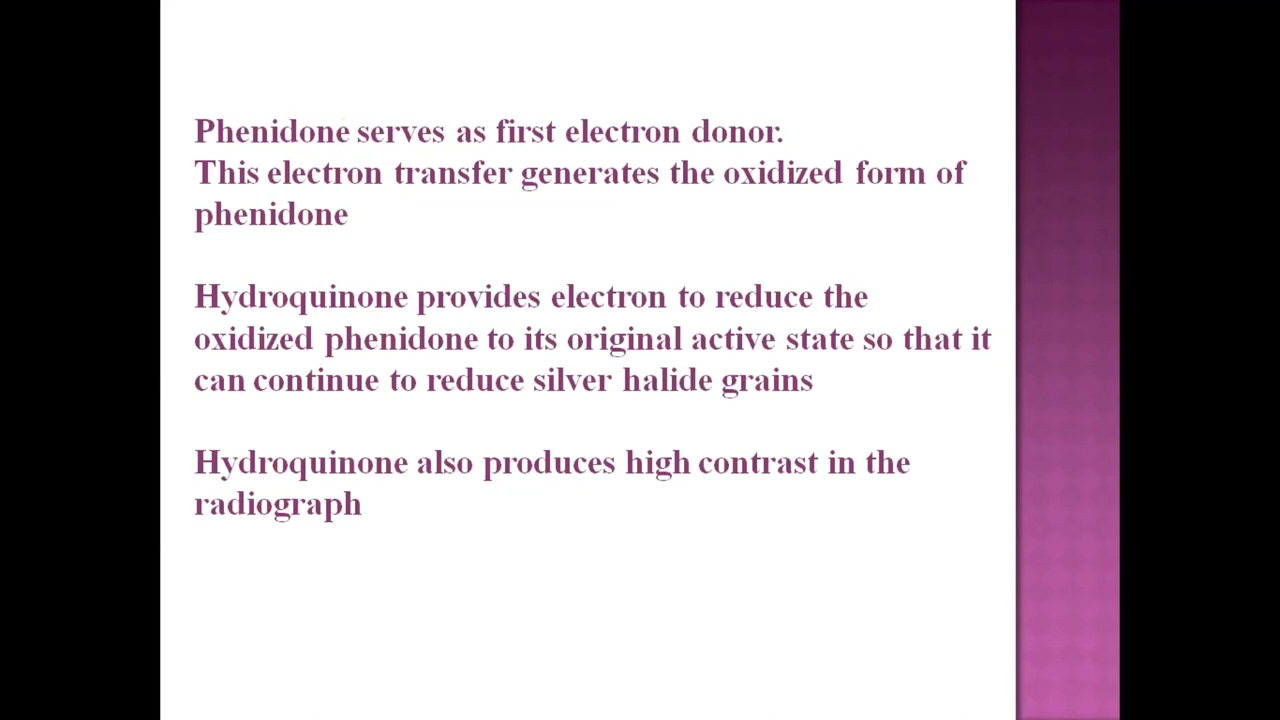 Phenidone serves as first electron donor.
This electron transfer generates the oxidized form of
phenidone
Hydroquinone provides electron to reduce the
oxidized phenidone to its original active state so that it
can continue to reduce silver halide grains
Hydroquinone also produces high contrast in the
radiograph